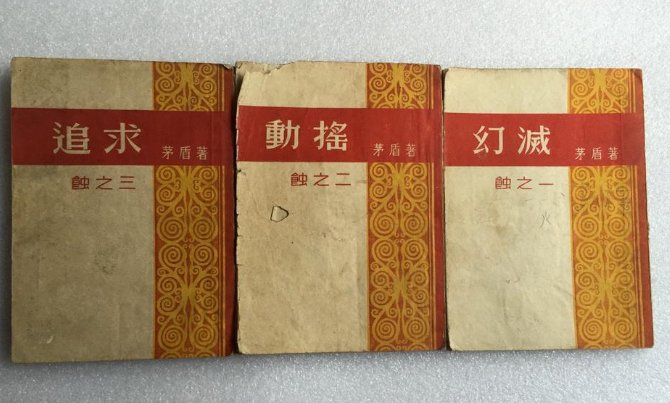 追求 茅盾著
蝕之三
動搖 茅盾著
蝕之二
幻滅 茅盾著
蝕之一